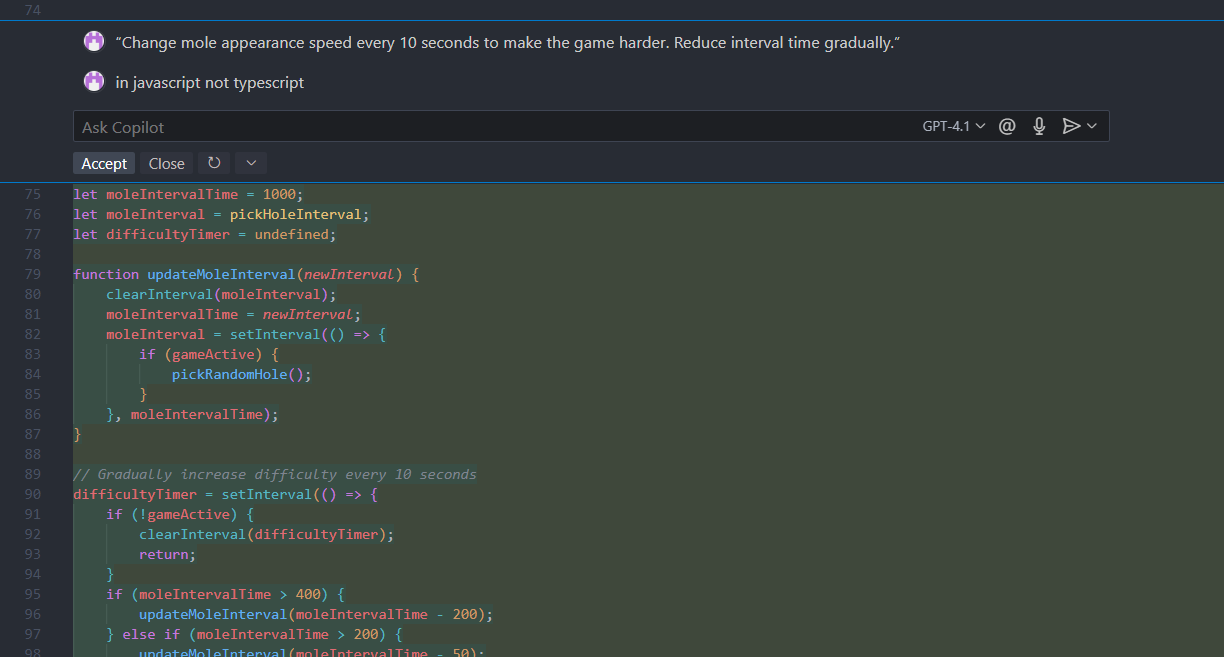 74
“Change mole appearance speed every 10 seconds to make the game harder. Reduce interval time gradually.”
in javascript not typescript
Ask Copilot GPT-4.1
Accept Close
75 let moleIntervalTime = 1000;
76 let moleInterval = pickHoleInterval;
77 let difficultyTimer = undefined;
78
79 function updateMoleInterval(newInterval) {
80     clearInterval(moleInterval);
81     moleIntervalTime = newInterval;
82     moleInterval = setInterval(() => {
83         if (gameActive) {
84             pickRandomHole();
85         }
86     }, moleIntervalTime);
87 }
88
89 // Gradually increase difficulty every 10 seconds
90 difficultyTimer = setInterval(() => {
91     if (!gameActive) {
92         clearInterval(difficultyTimer);
93         return;
94     }
95     if (moleIntervalTime > 400) {
96         updateMoleInterval(moleIntervalTime - 200);
97     } else if (moleIntervalTime > 200) {
98         updateMoleInterval(moleIntervalTime - 50);